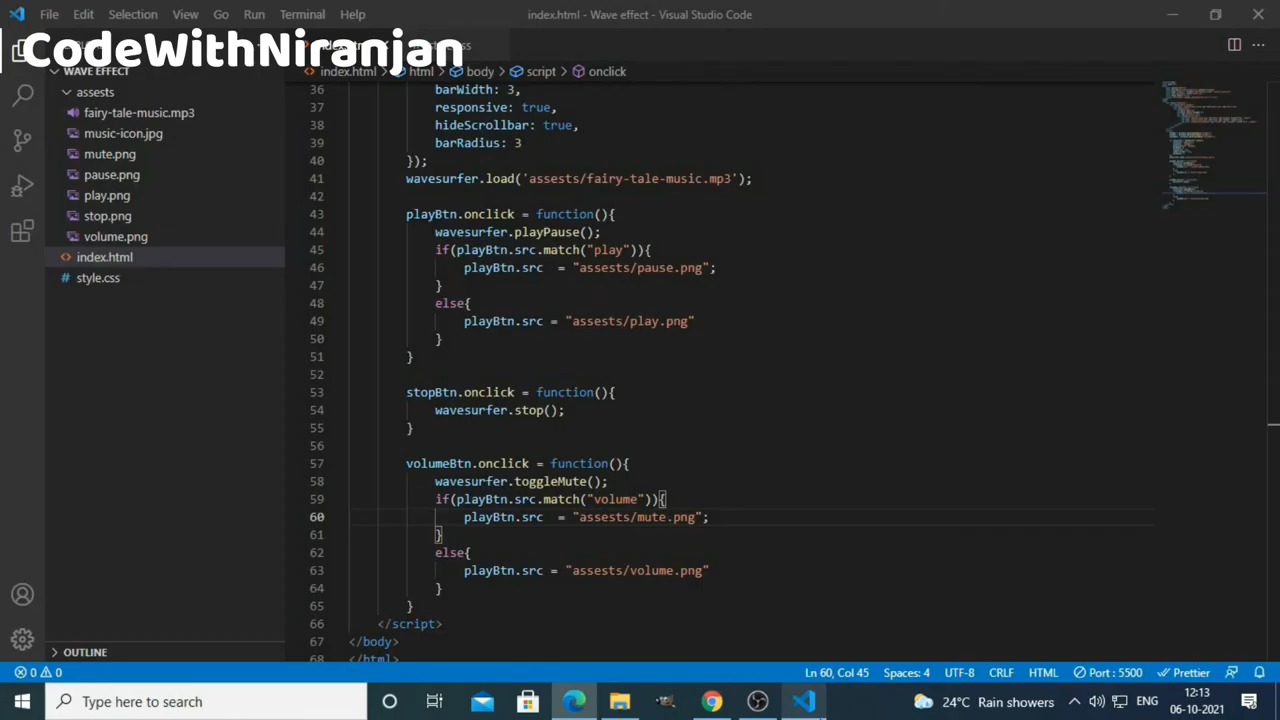 File Edit Selection View Go Run Terminal Help
index.html - Wave effect - Visual Studio Code
CodeWithNiranjan
WAVE EFFECT
index.html html body script onclick
assests
fairy-tale-music.mp3
music-icon.jpg
mute.png
pause.png
play.png
stop.png
volume.png
index.html
style.css
36 barWidth: 3,
37 responsive: true,
38 hideScrollbar: true,
39 barRadius: 3
40 });
41 wavesurfer.load('assests/fairy-tale-music.mp3');
42
43 playBtn.onclick = function(){
44 wavesurfer.playPause();
45 if(playBtn.src.match("play")){
46 playBtn.src  = "assests/pause.png";
47 }
48 else{
49 playBtn.src = "assests/play.png"
50 }
51 }
52
53 stopBtn.onclick = function(){
54 wavesurfer.stop();
55 }
56
57 volumeBtn.onclick = function(){
58 wavesurfer.toggleMute();
59 if(playBtn.src.match("volume")){
60 playBtn.src  = "assests/mute.png";
61 }
62 else{
63 playBtn.src = "assests/volume.png"
64 }
65 }
66 </script>
67 </body>
68 </html>
OUTLINE
0 0
Ln 60, Col 45 Spaces: 4 UTF-8 CRLF HTML Port : 5500 Prettier
Type here to search
24°C Rain showers ENG
12:13
06-10-2021